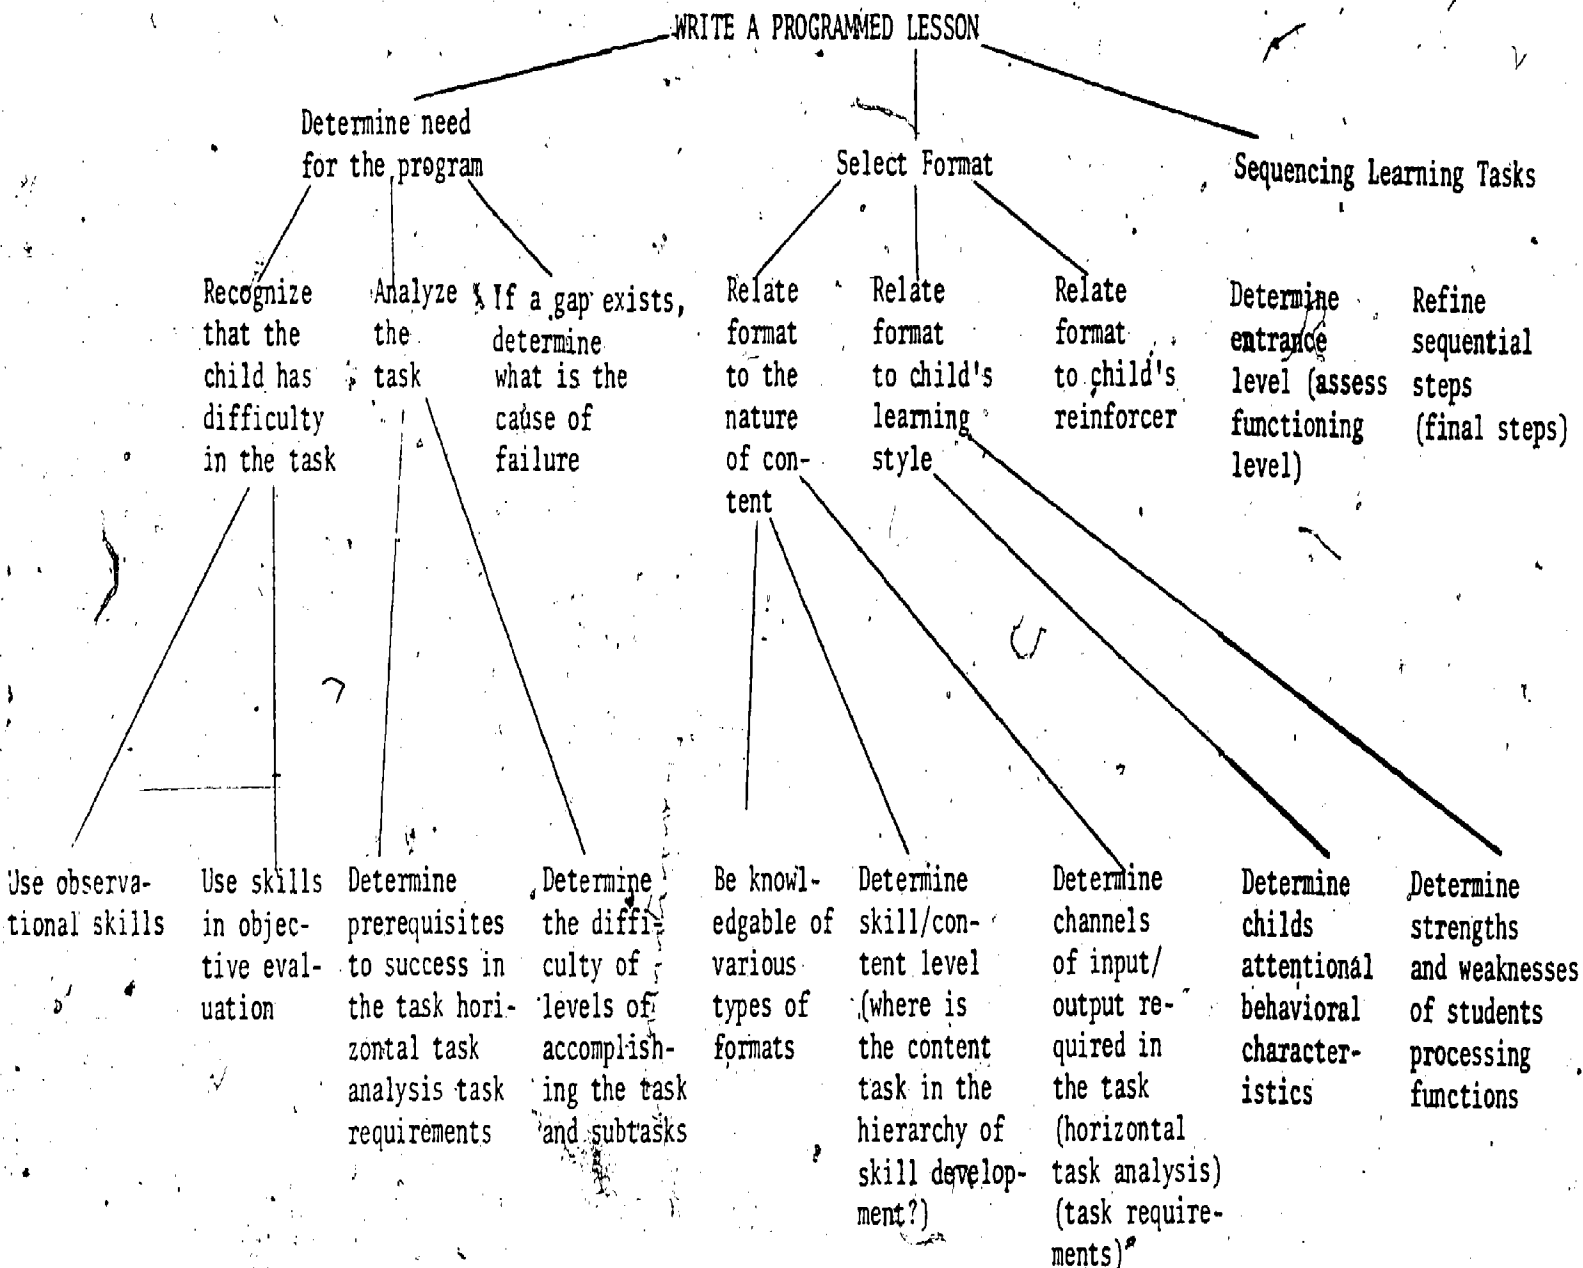 WRITE A PROGRAMMED LESSON
Determine need
for the program
Select Format
Sequencing Learning Tasks
Recognize
that the
child has
difficulty
in the task
Analyze
the
task
If a gap exists,
determine
what is the
cause of
failure
Relate
format
to the
nature
of con-
tent
Relate
format
to child's
learning
style
Relate
format
to child's
reinforcer
Determine
entrance
level (assess
functioning
level)
Refine
sequential
steps
(final steps)
Use observa-
tional skills
Use skills
in objec-
tive eval-
uation
Determine
prerequisites
to success in
the task hori-
zontal task
analysis task
requirements
Determine
the diffi-
culty of
levels of
accomplish-
ing the task
and subtasks
Be knowl-
edgable of
various
types of
formats
Determine
skill/con-
tent level
(where is
the content
task in the
hierarchy of
skill develop-
ment?)
Determine
channels
of input/
output re-
quired in
the task
(horizontal
task analysis)
(task require-
ments)
Determine
childs
attentional
behavioral
character-
istics
Determine
strengths
and weaknesses
of students
processing
functions